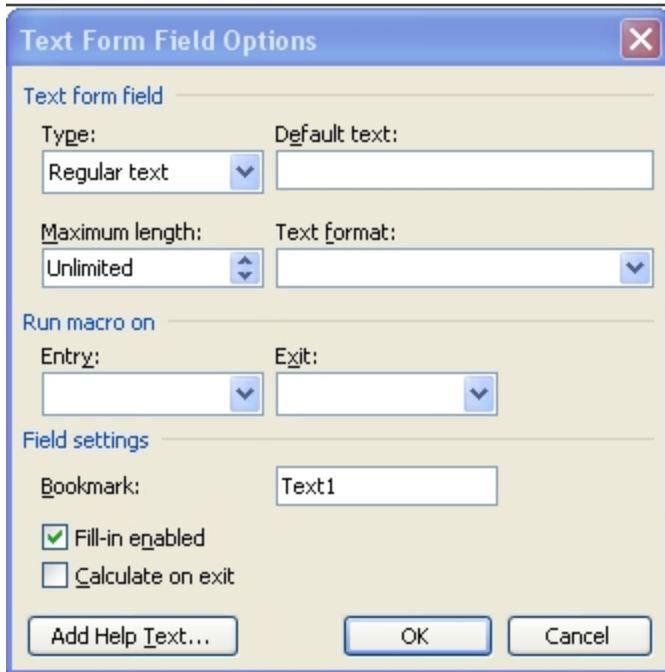 Text Form Field Options
Text form field
Type: Default text:
Regular text
Maximum length: Text format:
Unlimited
Run macro on
Entry: Exit:
Field settings
Bookmark: Text1
Fill-in enabled
Calculate on exit
Add Help Text... OK Cancel